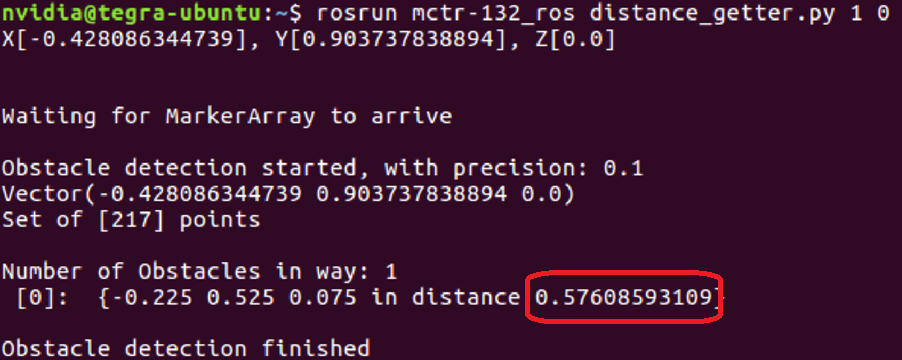 nvidia@tegra-ubuntu:~$ rosrun mctr-132_ros distance_getter.py 1 0
X[-0.428086344739], Y[0.903737838894], Z[0.0]
Waiting for MarkerArray to arrive
Obstacle detection started, with precision: 0.1
Vector(-0.428086344739 0.903737838894 0.0)
Set of [217] points
Number of Obstacles in way: 1
[0]:  {-0.225 0.525 0.075 in distance 0.57608593109}
Obstacle detection finished